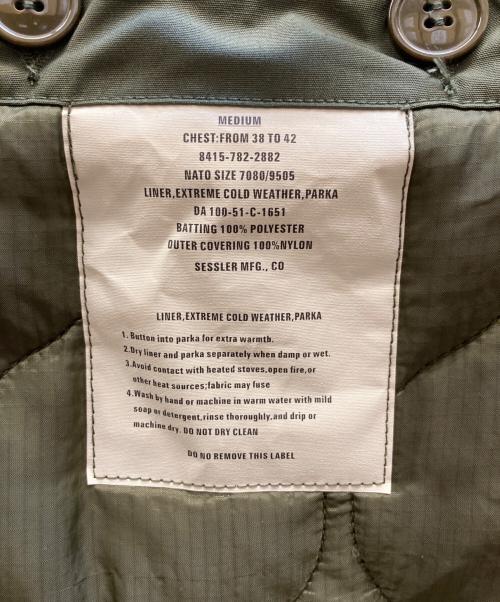 MEDIUM
CHEST:FROM 38 TO 42
8415-782-2882
NATO SIZE 7080/9505
LINER,EXTREME COLD WEATHER,PARKA
DA 100-51-C-1651
BATTING 100% POLYESTER
OUTER COVERING 100%NYLON
SESSLER MFG., CO
LINER,EXTREME COLD WEATHER,PARKA
1. Button into parka for extra warmth.
2.Dry liner and parka separately when damp or wet.
3.Avoid contact with heated stoves,open fire,or
other heat sources;fabric may fuse
4.Wash by hand or machine in warm water with mild
soap or detergent,rinse thoroughly,and drip or
machine dry. DO NOT DRY CLEAN
DO NO REMOVE THIS LABEL